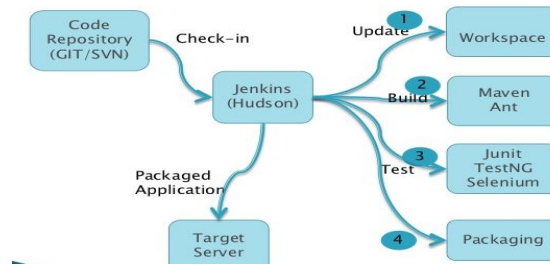 Code
Repository
(GIT/SVN)
Check-in
1
Update
Workspace
Jenkins
(Hudson)
2
Build
Maven
Ant
3
Test
Junit
TestNG
Selenium
Packaged
Application
4
Packaging
Target
Server